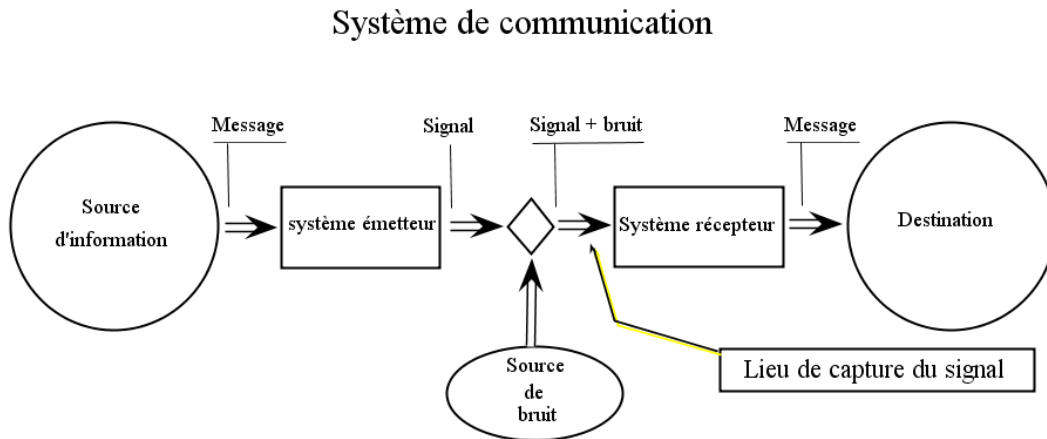 Système de communication
Message
Signal
Signal + bruit
Message
Source
d'information
système émetteur
Système récepteur
Destination
Source
de
bruit
Lieu de capture du signal